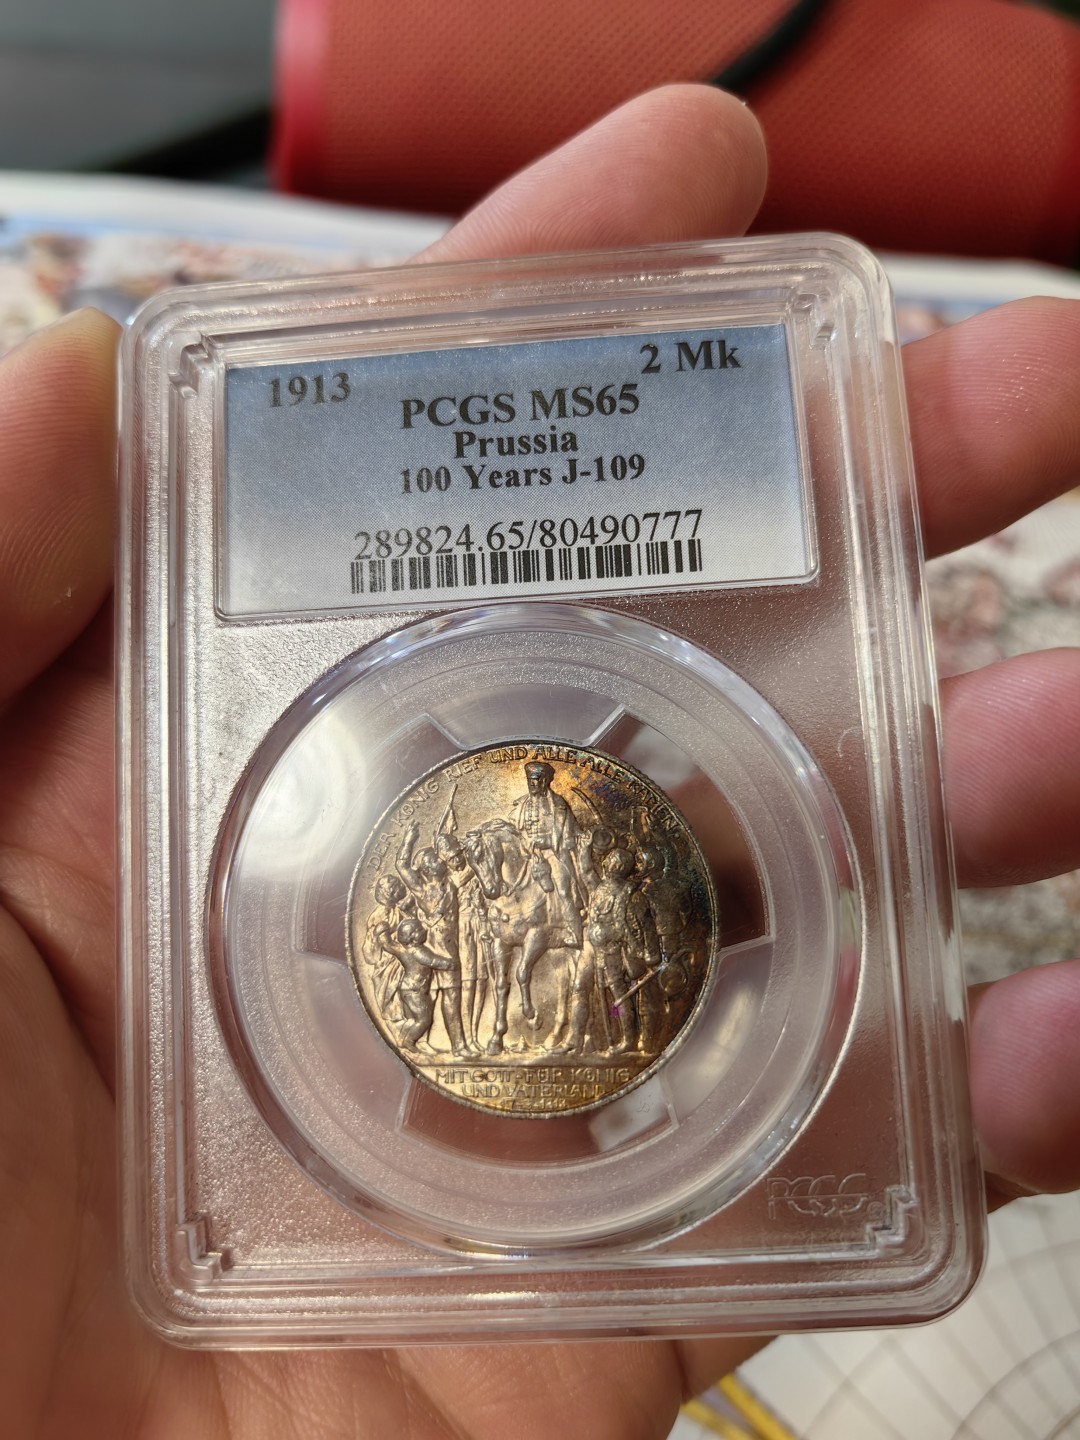 1913 2 Mk
PCGS MS65
Prussia
100 Years J-109
289824.65/80490777
DER KÖNIG RIEF UND ALLE ALLE KAMEN
MIT GOTT FÜR KÖNIG
UND VATERLAND
PCGS